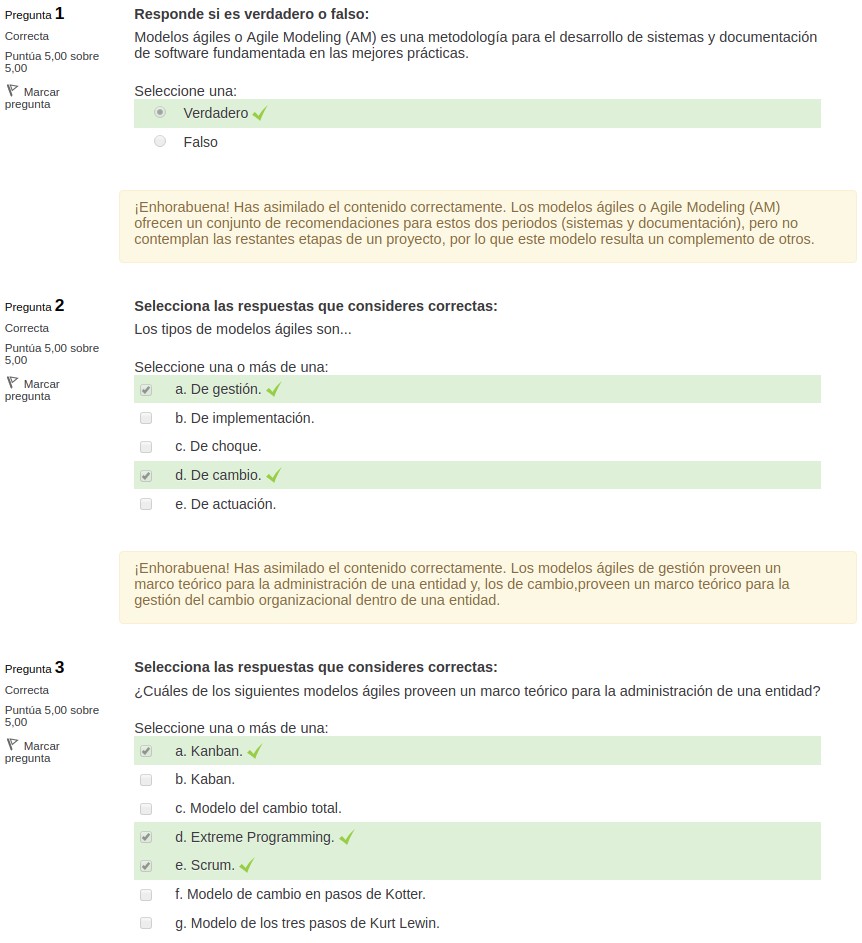 Pregunta 1
Correcta
Puntúa 5,00 sobre
5,00
Marcar
pregunta
Responde si es verdadero o falso:
Modelos ágiles o Agile Modeling (AM) es una metodología para el desarrollo de sistemas y documentación
de software fundamentada en las mejores prácticas.
Seleccione una:
Verdadero
Falso
¡Enhorabuena! Has asimilado el contenido correctamente. Los modelos ágiles o Agile Modeling (AM)
ofrecen un conjunto de recomendaciones para estos dos periodos (sistemas y documentación), pero no
contemplan las restantes etapas de un proyecto, por lo que este modelo resulta un complemento de otros.
Pregunta 2
Correcta
Puntúa 5,00 sobre
5,00
Marcar
pregunta
Selecciona las respuestas que consideres correctas:
Los tipos de modelos ágiles son...
Seleccione una o más de una:
a. De gestión.
b. De implementación.
c. De choque.
d. De cambio.
e. De actuación.
¡Enhorabuena! Has asimilado el contenido correctamente. Los modelos ágiles de gestión proveen un
marco teórico para la administración de una entidad y, los de cambio,proveen un marco teórico para la
gestión del cambio organizacional dentro de una entidad.
Pregunta 3
Correcta
Puntúa 5,00 sobre
5,00
Marcar
pregunta
Selecciona las respuestas que consideres correctas:
¿Cuáles de los siguientes modelos ágiles proveen un marco teórico para la administración de una entidad?
Seleccione una o más de una:
a. Kanban.
b. Kaban.
c. Modelo del cambio total.
d. Extreme Programming.
e. Scrum.
f. Modelo de cambio en pasos de Kotter.
g. Modelo de los tres pasos de Kurt Lewin.